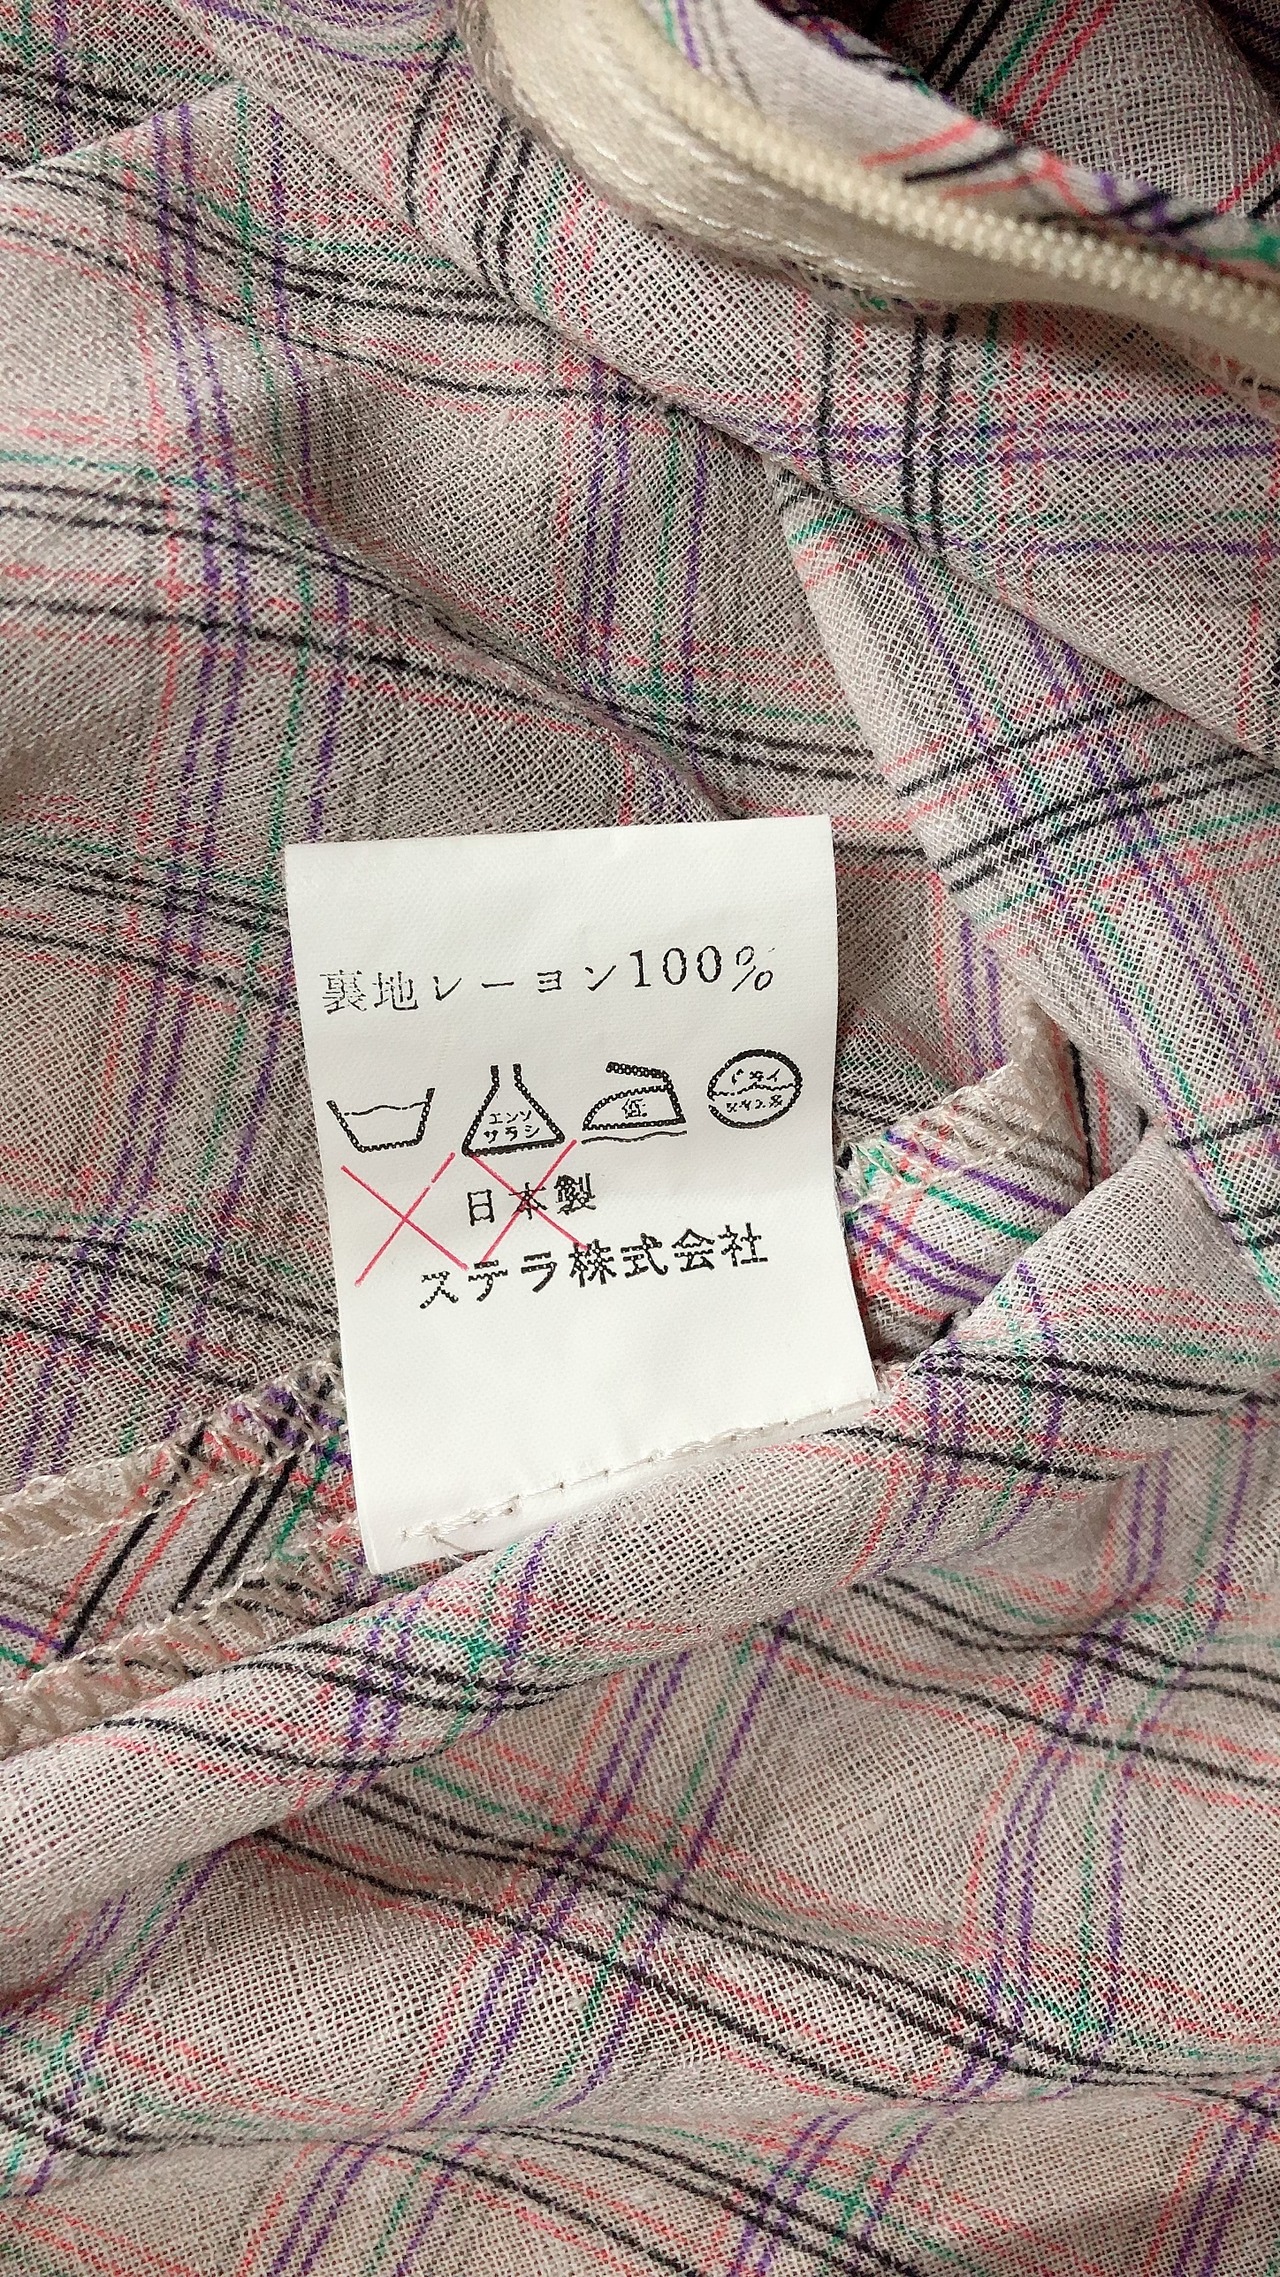 裏地レーヨン100%
エンソ
サラシ
低
ドライ
日本製
ステラ株式会社